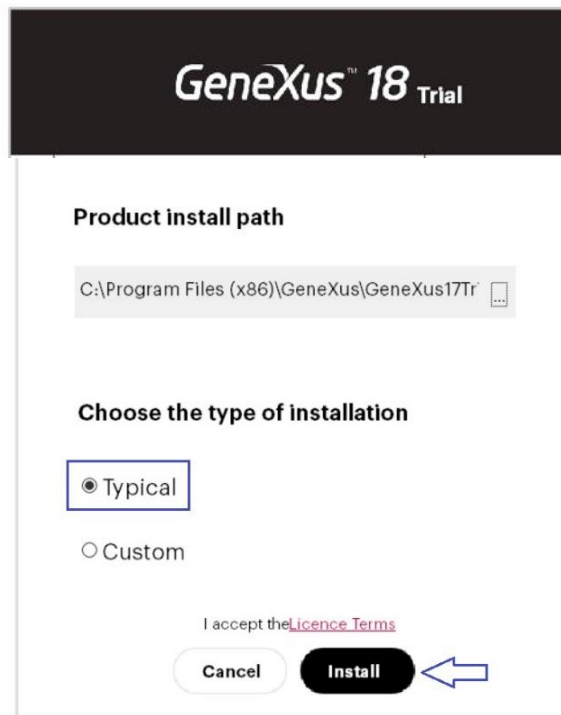 GeneXus™ 18 Trial
Product install path
C:\Program Files (x86)\GeneXus\GeneXus17Tr
...
Choose the type of installation
Typical
Custom
I accept theLicence Terms
Cancel
Install